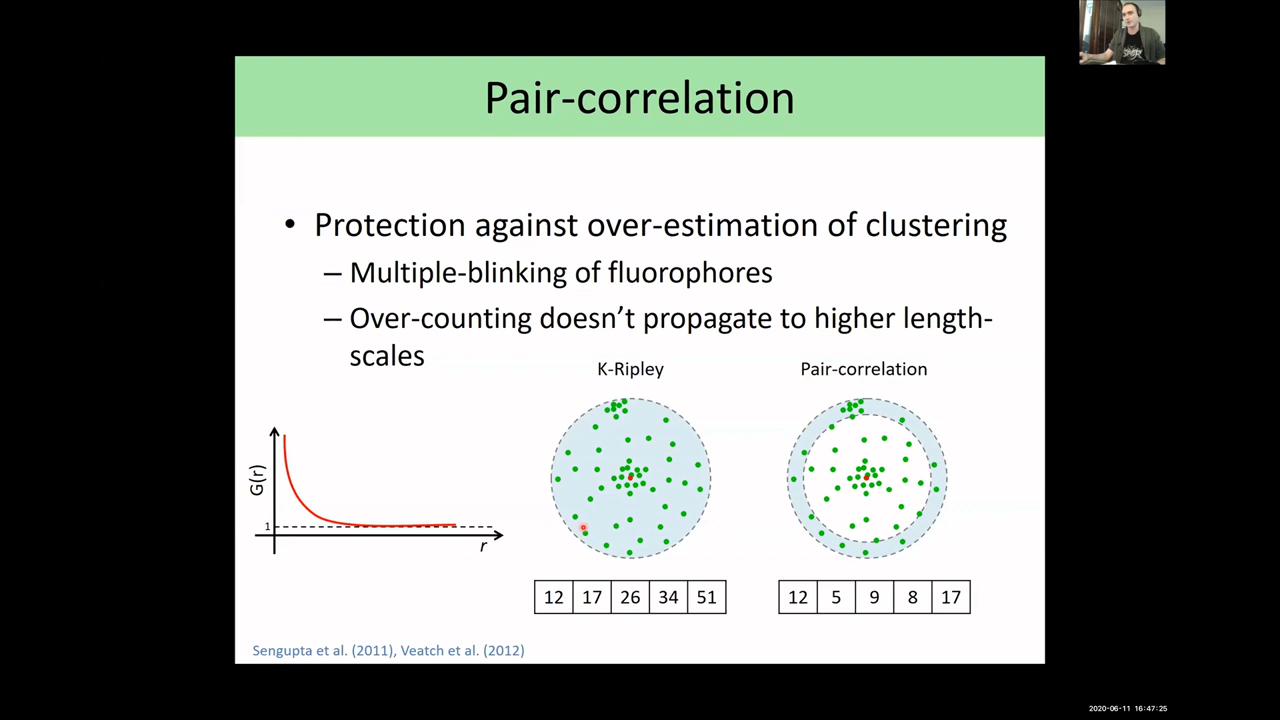 Pair-correlation
• Protection against over-estimation of clustering
– Multiple-blinking of fluorophores
– Over-counting doesn't propagate to higher length-
scales
K-Ripley
Pair-correlation
G(r)
1
r
12 17 26 34 51
12 5 9 8 17
Sengupta et al. (2011), Veatch et al. (2012)
2020-06-11 16:47:25